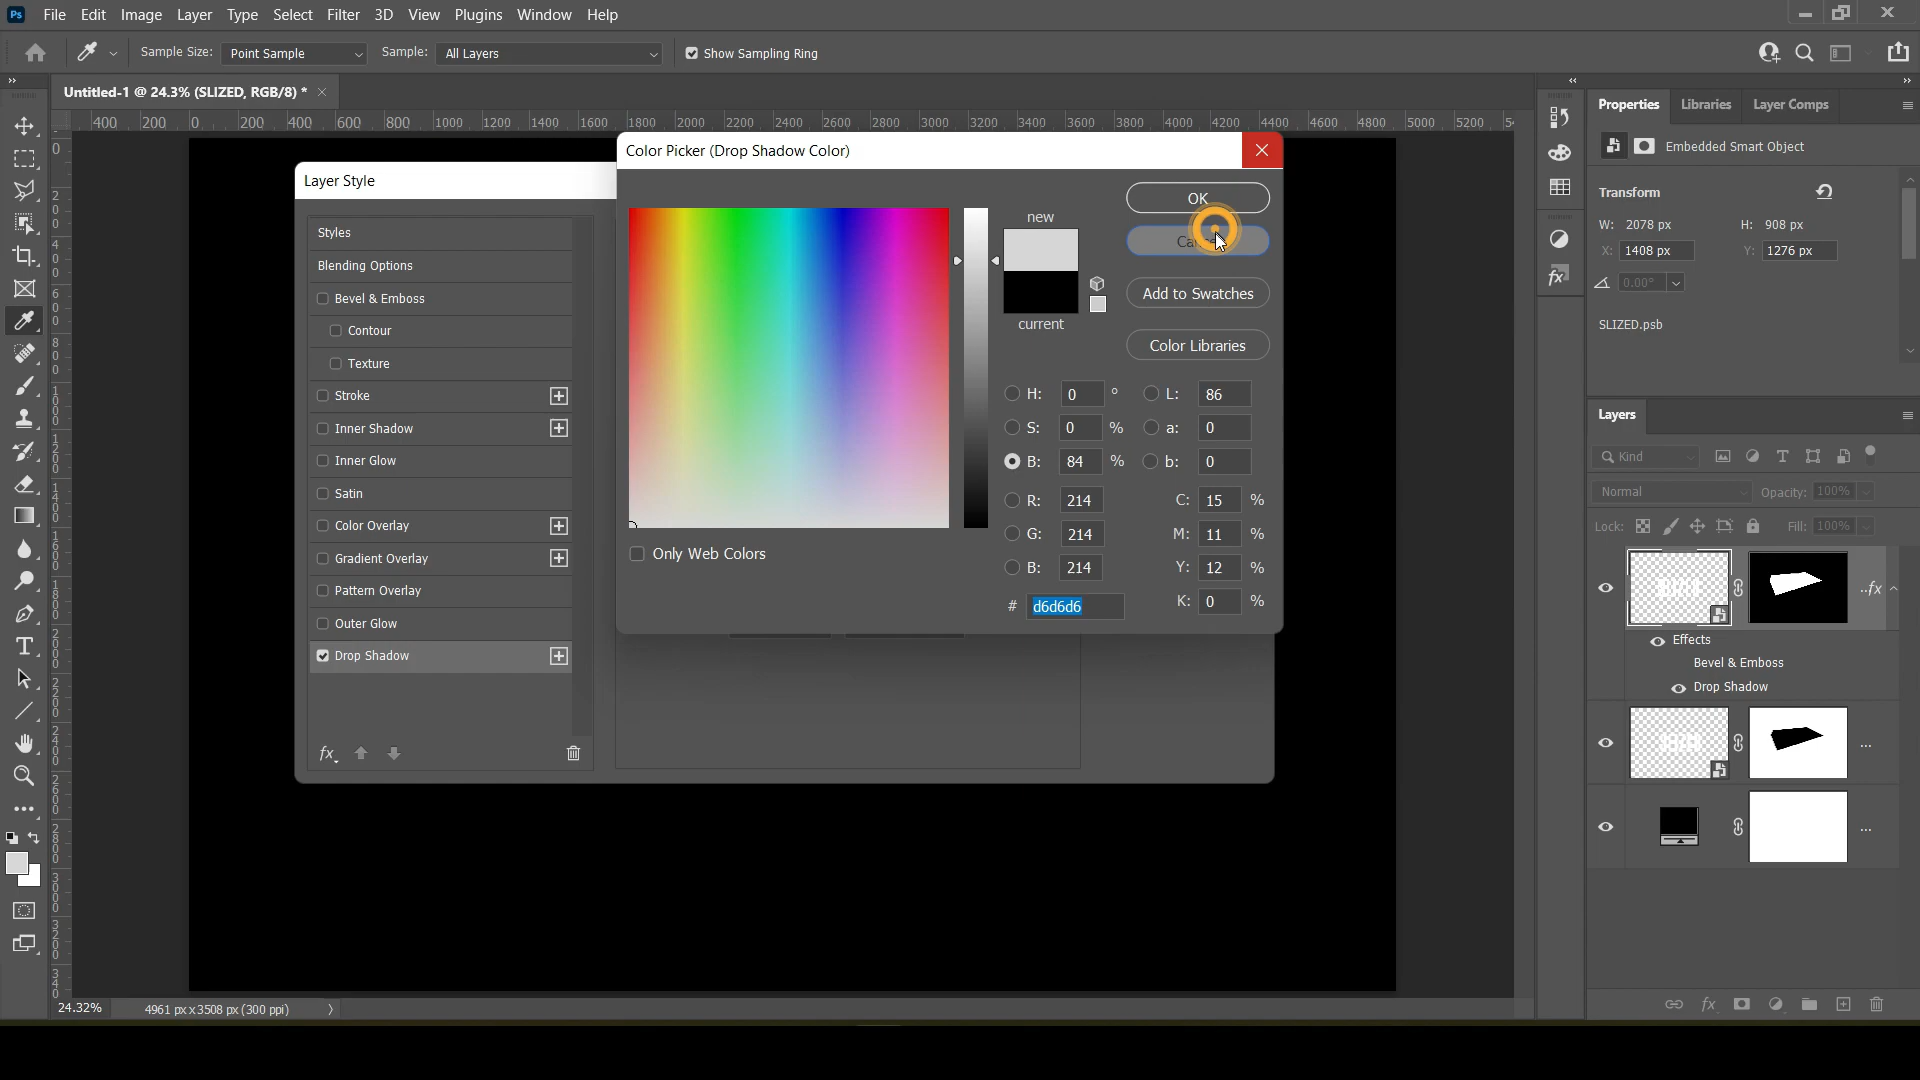 Ps File Edit Image Layer Type Select Filter 3D View Plugins Window Help
Sample Size: Point Sample Sample: All Layers Show Sampling Ring
Untitled-1 @ 24.3% (SLIZED, RGB/8) *
400 200 0 200 400 600 800 1000 1200 1400 1600 1800 2000 2200 2400 2600 2800 3000 3200 3400 3600 3800 4000 4200 4400 4600 4800 5000 5200
Layer Style
Styles
Blending Options
Bevel & Emboss
Contour
Texture
Stroke
Inner Shadow
Inner Glow
Satin
Color Overlay
Gradient Overlay
Pattern Overlay
Outer Glow
Drop Shadow
fx
Color Picker (Drop Shadow Color)
new
current
OK
Cancel
Add to Swatches
Color Libraries
H: 0 ° L: 86
S: 0 % a: 0
B: 84 % b: 0
R: 214 C: 15 %
G: 214 M: 11 %
B: 214 Y: 12 %
# d6d6d6 K: 0 %
Only Web Colors
Properties Libraries Layer Comps
Embedded Smart Object
Transform
W: 2078 px H: 908 px
X: 1408 px Y: 1276 px
0.00°
SLIZED.psb
fx
Layers
Kind
Normal Opacity: 100%
Lock: Fill: 100%
fx
Effects
Bevel & Emboss
Drop Shadow
fx
24.32% 4961 px x 3508 px (300 ppi)